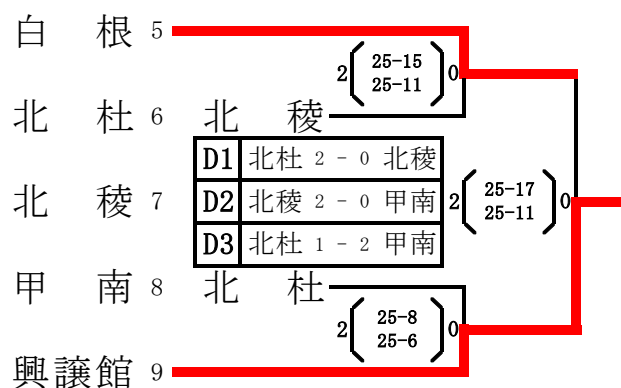 白根 5
2 ( 25-15 25-11 ) 0
北杜 6 北稜
D1 北杜 2 - 0 北稜
D2 北稜 2 - 0 甲南
D3 北杜 1 - 2 甲南
北稜 7
2 ( 25-17 25-11 ) 0
甲南 8 北杜
2 ( 25-8 25-6 ) 0
興譲館 9